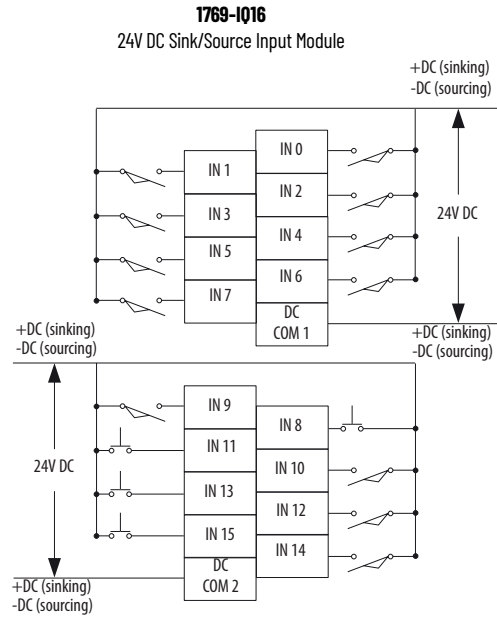 1769-IQ16
24V DC Sink/Source Input Module
+DC (sinking)
-DC (sourcing)
IN 0
IN 1
IN 2
IN 3
24V DC
IN 4
IN 5
IN 6
IN 7
DC
COM 1
+DC (sinking)
-DC (sourcing)
+DC (sinking)
-DC (sourcing)
IN 9
IN 8
IN 11
24V DC
IN 10
IN 13
IN 12
IN 15
IN 14
DC
COM 2
+DC (sinking)
-DC (sourcing)